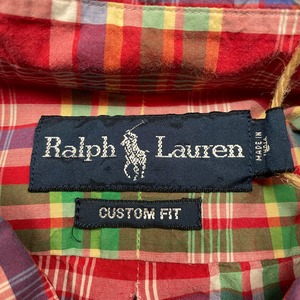 Ralph Lauren
MADE IN
CUSTOM FIT